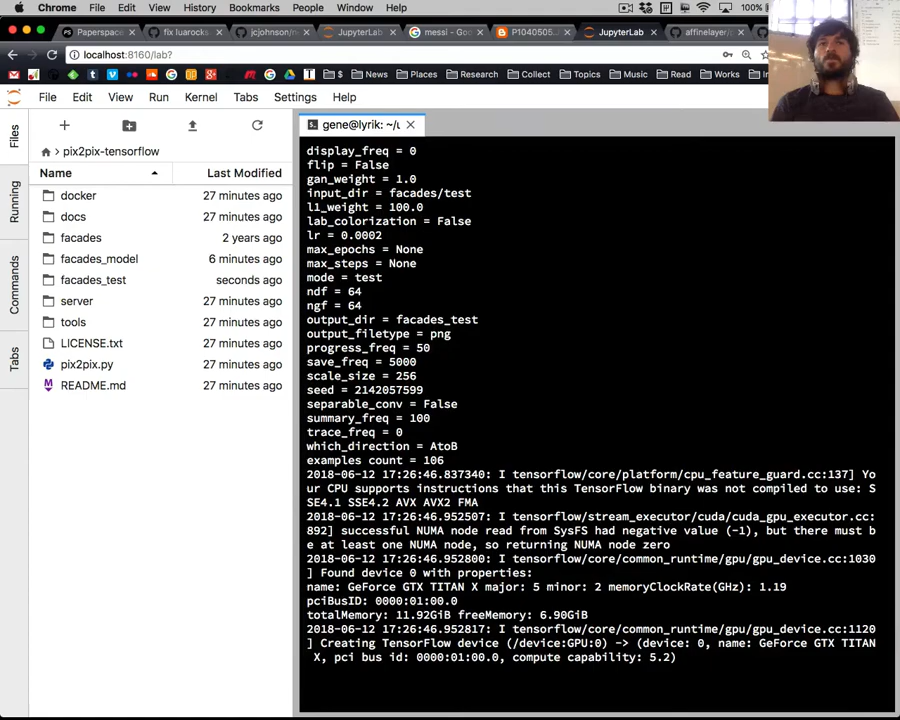 Chrome File Edit View History Bookmarks People Window Help 100%
Paperspace fix luarocks jcjohnson/n JupyterLab messi - Goo P1040505. JupyterLab affinelayer/
localhost:8160/lab?
$ News Places Research Collect Topics Music Read Works
File Edit View Run Kernel Tabs Settings Help
Files
Running
Commands
Tabs
pix2pix-tensorflow
Name Last Modified
docker 27 minutes ago
docs 27 minutes ago
facades 2 years ago
facades_model 6 minutes ago
facades_test seconds ago
server 27 minutes ago
tools 27 minutes ago
LICENSE.txt 27 minutes ago
pix2pix.py 27 minutes ago
README.md 27 minutes ago
gene@lyrik: ~/
display_freq = 0
flip = False
gan_weight = 1.0
input_dir = facades/test
l1_weight = 100.0
lab_colorization = False
lr = 0.0002
max_epochs = None
max_steps = None
mode = test
ndf = 64
ngf = 64
output_dir = facades_test
output_filetype = png
progress_freq = 50
save_freq = 5000
scale_size = 256
seed = 2142057599
separable_conv = False
summary_freq = 100
trace_freq = 0
which_direction = AtoB
examples count = 106
2018-06-12 17:26:46.837340: I tensorflow/core/platform/cpu_feature_guard.cc:137] Yo
ur CPU supports instructions that this TensorFlow binary was not compiled to use: S
SE4.1 SSE4.2 AVX AVX2 FMA
2018-06-12 17:26:46.952507: I tensorflow/stream_executor/cuda/cuda_gpu_executor.cc:
892] successful NUMA node read from SysFS had negative value (-1), but there must b
e at least one NUMA node, so returning NUMA node zero
2018-06-12 17:26:46.952800: I tensorflow/core/common_runtime/gpu/gpu_device.cc:1030
] Found device 0 with properties:
name: GeForce GTX TITAN X major: 5 minor: 2 memoryClockRate(GHz): 1.19
pciBusID: 0000:01:00.0
totalMemory: 11.92GiB freeMemory: 6.90GiB
2018-06-12 17:26:46.952817: I tensorflow/core/common_runtime/gpu/gpu_device.cc:1120
] Creating TensorFlow device (/device:GPU:0) -> (device: 0, name: GeForce GTX TITAN
X, pci bus id: 0000:01:00.0, compute capability: 5.2)